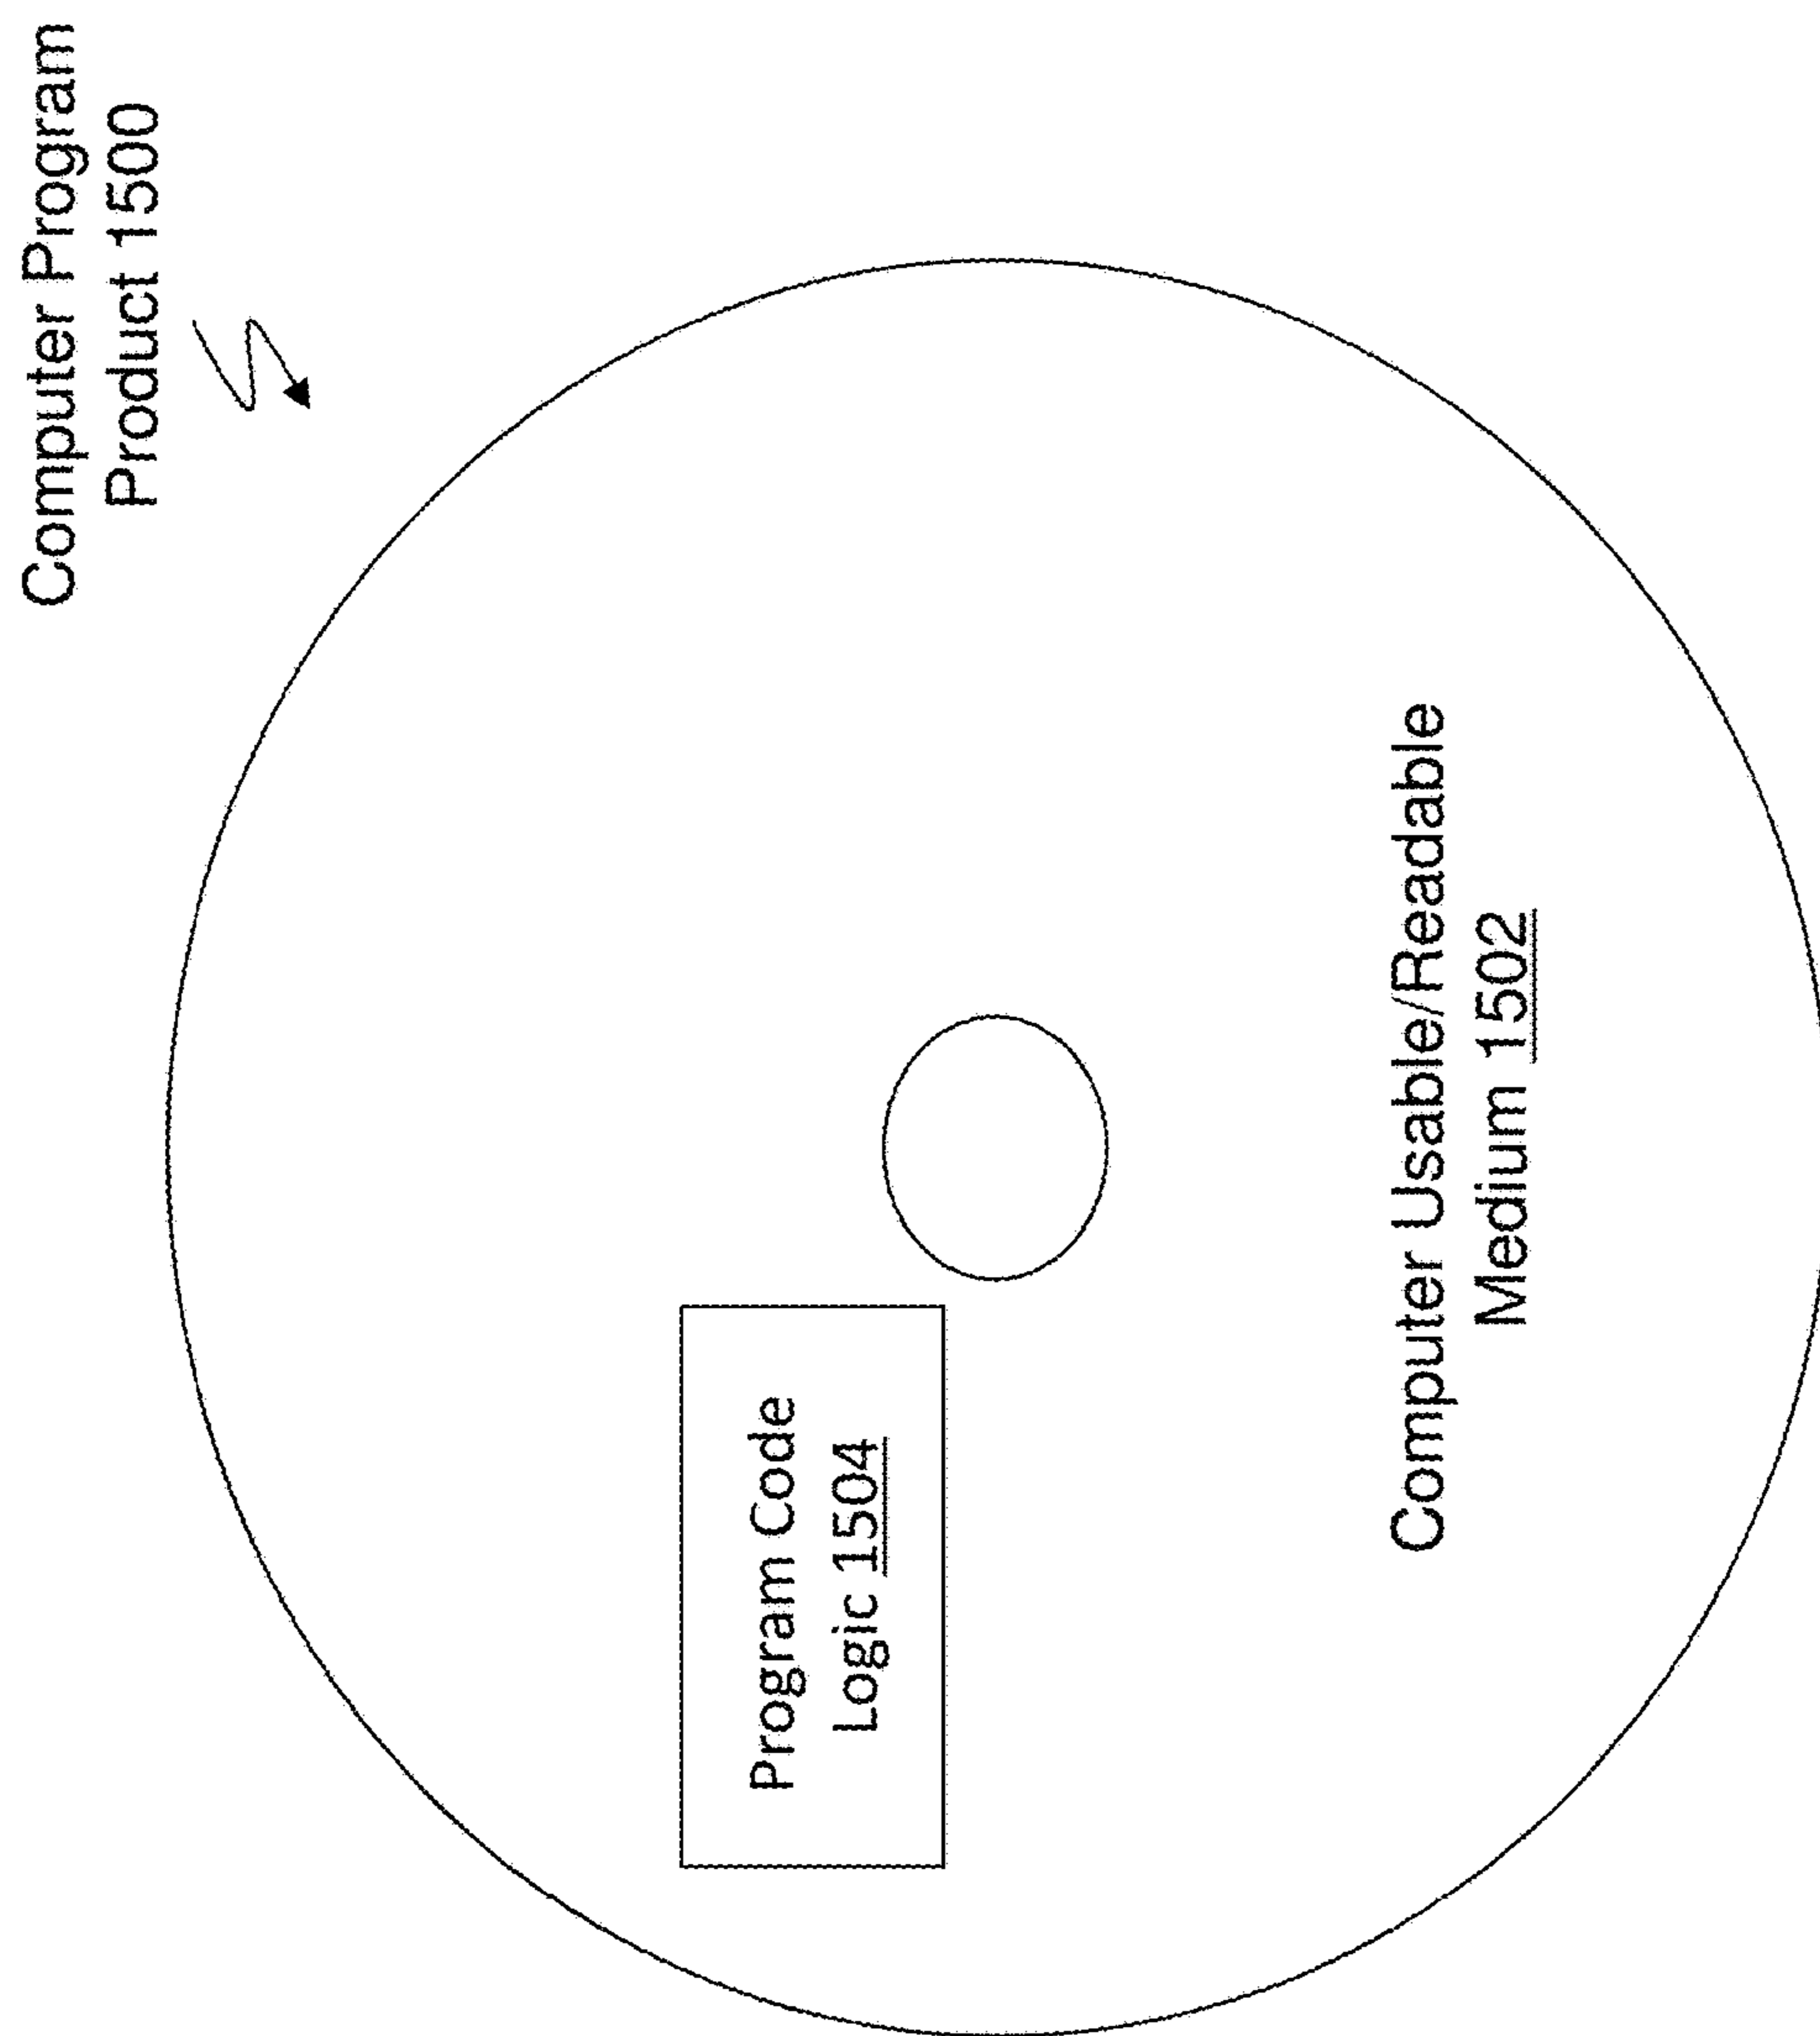 Computer Program
Product 1500
Program Code
Logic 1504
Computer Usable/Readable
Medium 1502